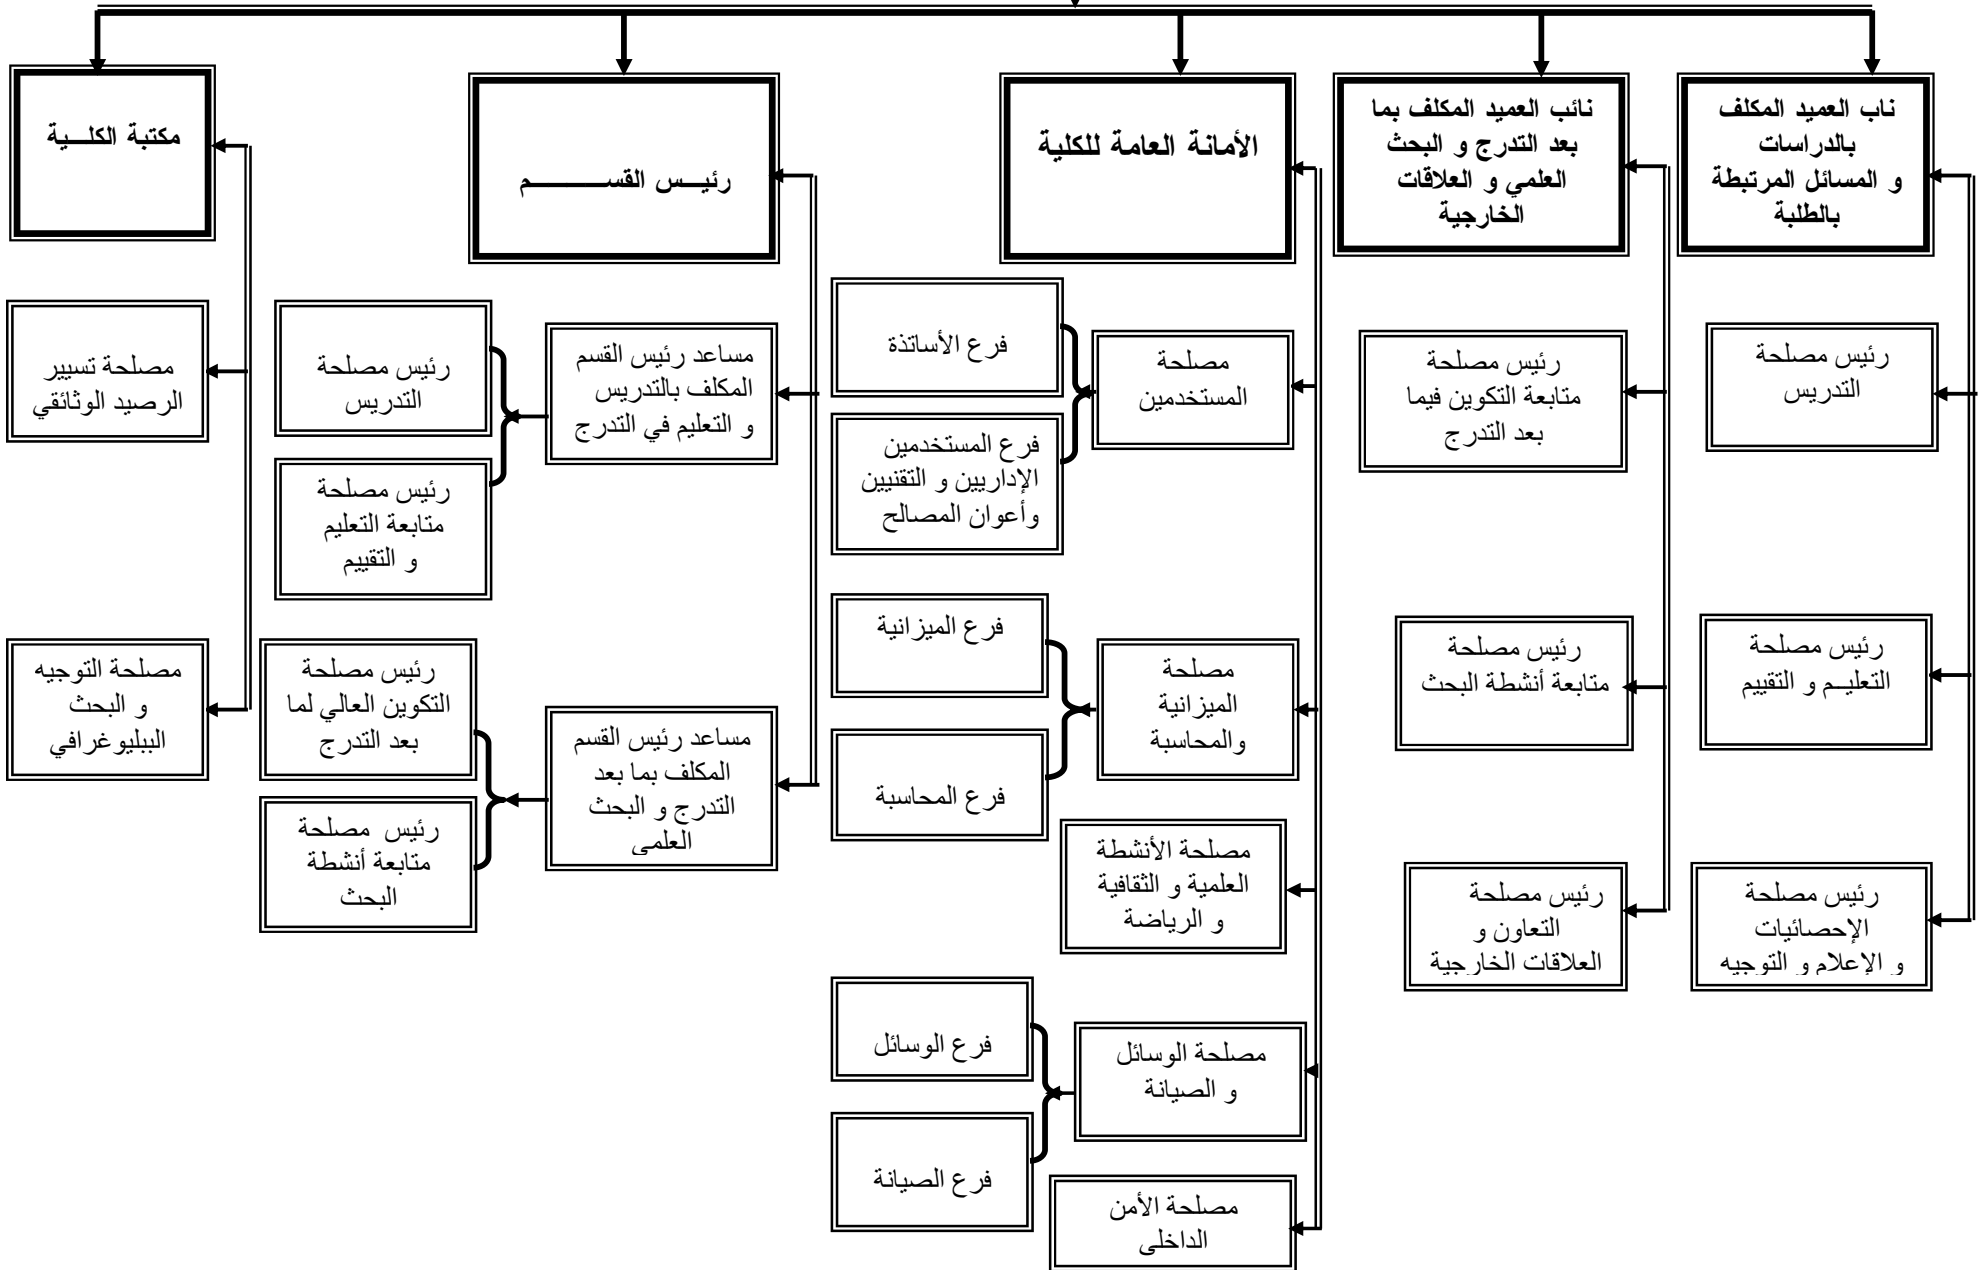 ناب العميد المكلف
بالدراسات
و المسائل المرتبطة
بالطلبة
رئيس مصلحة
التدريس
رئيس مصلحة
التعليــم و التقييم
رئيس مصلحة
الإحصائيات
و الإعلام و التوجيه
نائب العميد المكلف بما
بعد التدرج و البحث
العلمي و العلاقات
الخارجية
رئيس مصلحة
متابعة التكوين فيما
بعد التدرج
رئيس مصلحة
متابعة أنشطة البحث
رئيس مصلحة
التعاون و
العلاقات الخارجية
الأمانة العامة للكلية
مصلحة
المستخدمين
فرع الأساتذة
فرع المستخدمين
الإداريين و التقنيين
وأعوان المصالح
مصلحة
الميزانية
والمحاسبة
فرع الميزانية
فرع المحاسبة
مصلحة الأنشطة
العلمية و الثقافية
و الرياضة
مصلحة الوسائل
و الصيانة
فرع الوسائل
فرع الصيانة
مصلحة الأمن
الداخلي
رئيــس القســـــــم
مساعد رئيس القسم
المكلف بالتدريس
و التعليم في التدرج
رئيس مصلحة
التدريس
رئيس مصلحة
متابعة التعليم
و التقييم
مساعد رئيس القسم
المكلف بما بعد
التدرج و البحث
العلمي
رئيس مصلحة
التكوين العالي لما
بعد التدرج
رئيس مصلحة
متابعة أنشطة
البحث
مكتبة الكلـــية
مصلحة تسيير
الرصيد الوثائقي
مصلحة التوجيه
و البحث
الببليوغرافي